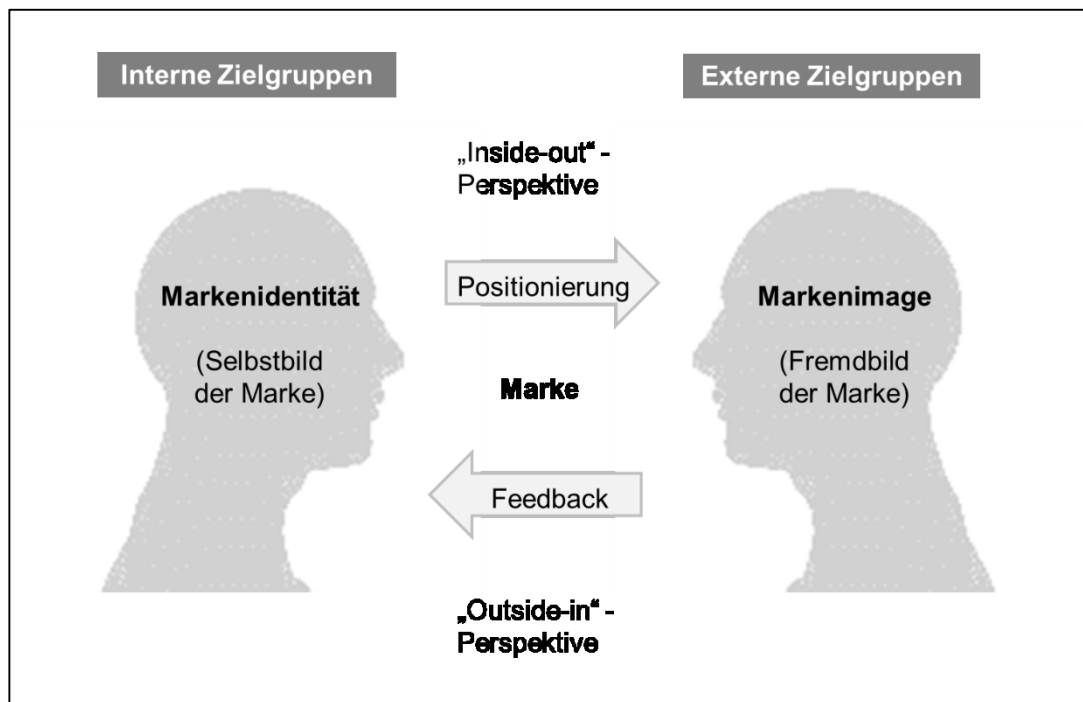 Interne Zielgruppen
Externe Zielgruppen
„Inside-out“ -
Perspektive
Markenidentität
(Selbstbild
der Marke)
Positionierung
Marke
Feedback
Markenimage
(Fremdbild
der Marke)
„Outside-in“ -
Perspektive